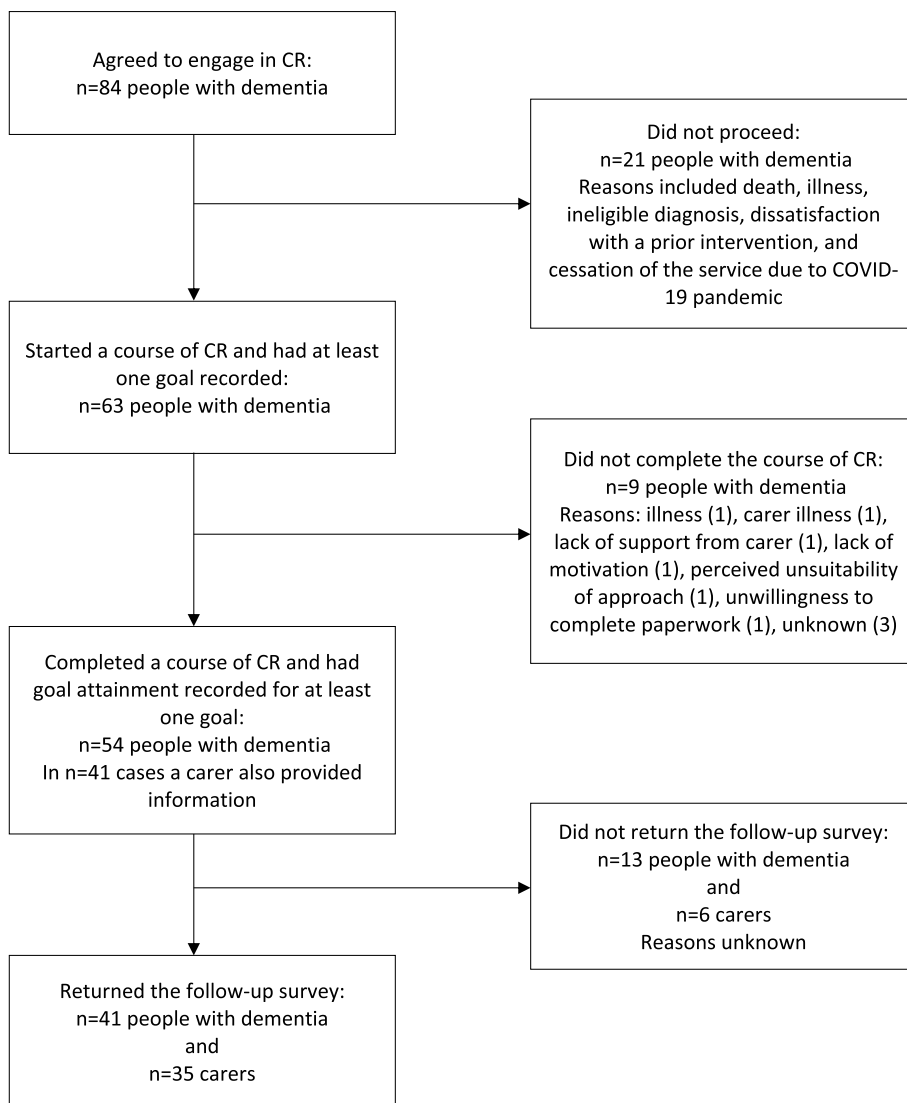 Agreed to engage in CR:
n=84 people with dementia
Did not proceed:
n=21 people with dementia
Reasons included death, illness,
ineligible diagnosis, dissatisfaction
with a prior intervention, and
cessation of the service due to COVID-
19 pandemic
Started a course of CR and had at least
one goal recorded:
n=63 people with dementia
Did not complete the course of CR:
n=9 people with dementia
Reasons: illness (1), carer illness (1),
lack of support from carer (1), lack of
motivation (1), perceived unsuitability
of approach (1), unwillingness to
complete paperwork (1), unknown (3)
Completed a course of CR and had
goal attainment recorded for at least
one goal:
n=54 people with dementia
In n=41 cases a carer also provided
information
Did not return the follow-up survey:
n=13 people with dementia
and
n=6 carers
Reasons unknown
Returned the follow-up survey:
n=41 people with dementia
and
n=35 carers